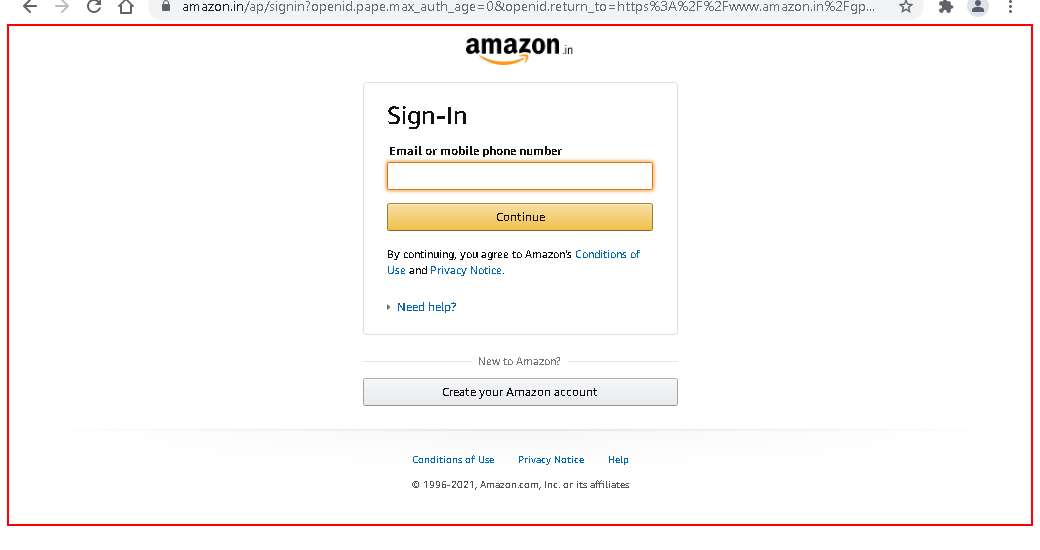 amazon.in/ap/signin?openid.pape.max_auth_age=0&openid.return_to=https%3A%2F%2Fwww.amazon.in%2Fgp...
amazon.in
Sign-In
Email or mobile phone number
Continue
By continuing, you agree to Amazon's Conditions of
Use and Privacy Notice.
Need help?
New to Amazon?
Create your Amazon account
Conditions of Use Privacy Notice Help
© 1996-2021, Amazon.com, Inc. or its affiliates